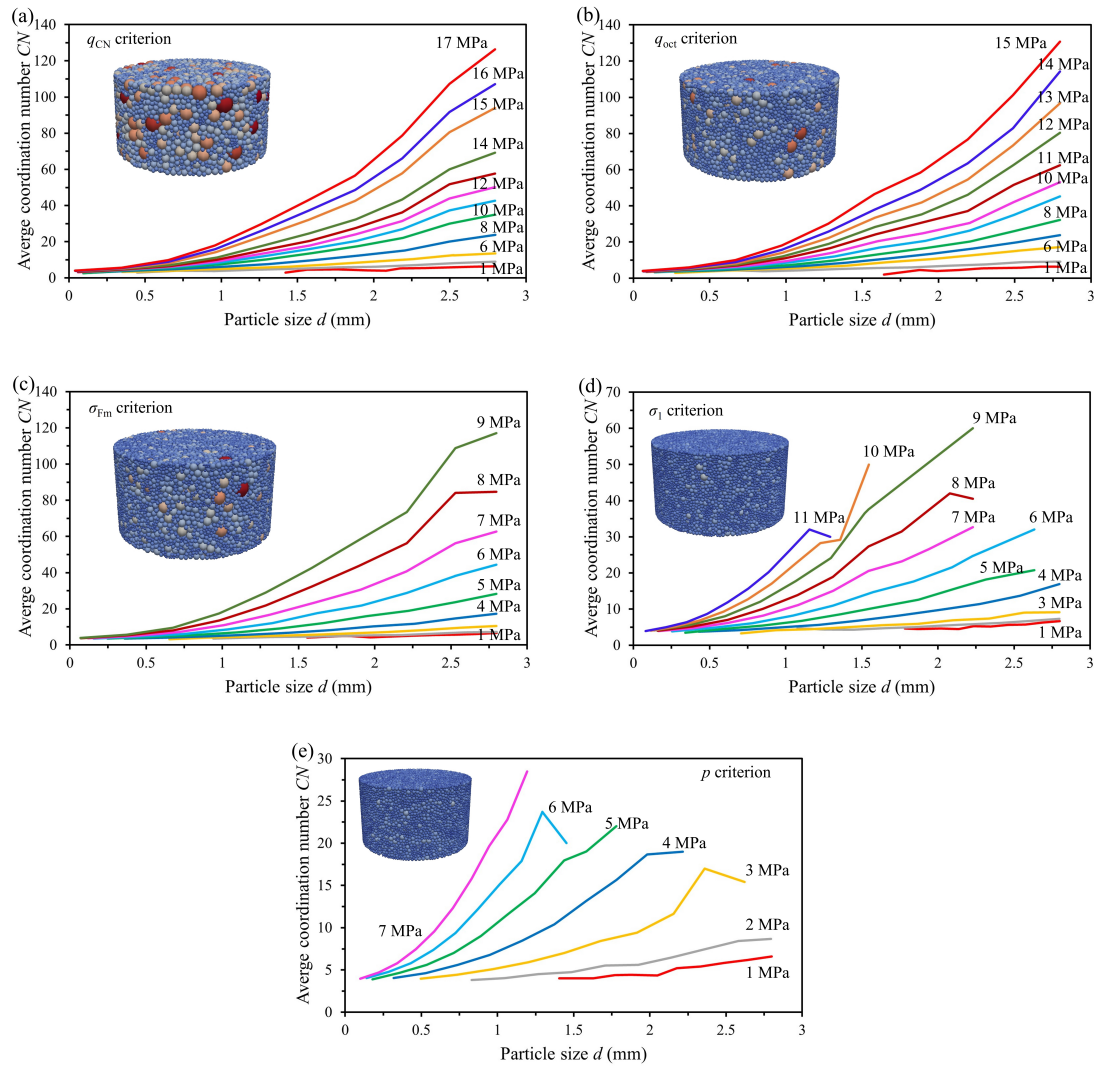 (a)
Averge coordination number CN
140
120
100
80
60
40
20
0
q_CN criterion
17 MPa
16 MPa
15 MPa
14 MPa
12 MPa
10 MPa
8 MPa
6 MPa
1 MPa
0 0.5 1 1.5 2 2.5 3
Particle size d (mm)
(b)
Averge coordination number CN
140
120
100
80
60
40
20
0
q_oct criterion
15 MPa
14 MPa
13 MPa
12 MPa
11 MPa
10 MPa
8 MPa
6 MPa
1 MPa
0 0.5 1 1.5 2 2.5 3
Particle size d (mm)
(c)
Averge coordination number CN
140
120
100
80
60
40
20
0
σ_Fm criterion
9 MPa
8 MPa
7 MPa
6 MPa
5 MPa
4 MPa
1 MPa
0 0.5 1 1.5 2 2.5 3
Particle size d (mm)
(d)
Averge coordination number CN
70
60
50
40
30
20
10
0
σ₁ criterion
9 MPa
10 MPa
8 MPa
11 MPa
7 MPa
6 MPa
5 MPa
4 MPa
3 MPa
1 MPa
0 0.5 1 1.5 2 2.5 3
Particle size d (mm)
(e)
Averge coordination number CN
30
25
20
15
10
5
0
p criterion
6 MPa
5 MPa
4 MPa
3 MPa
7 MPa
2 MPa
1 MPa
0 0.5 1 1.5 2 2.5 3
Particle size d (mm)